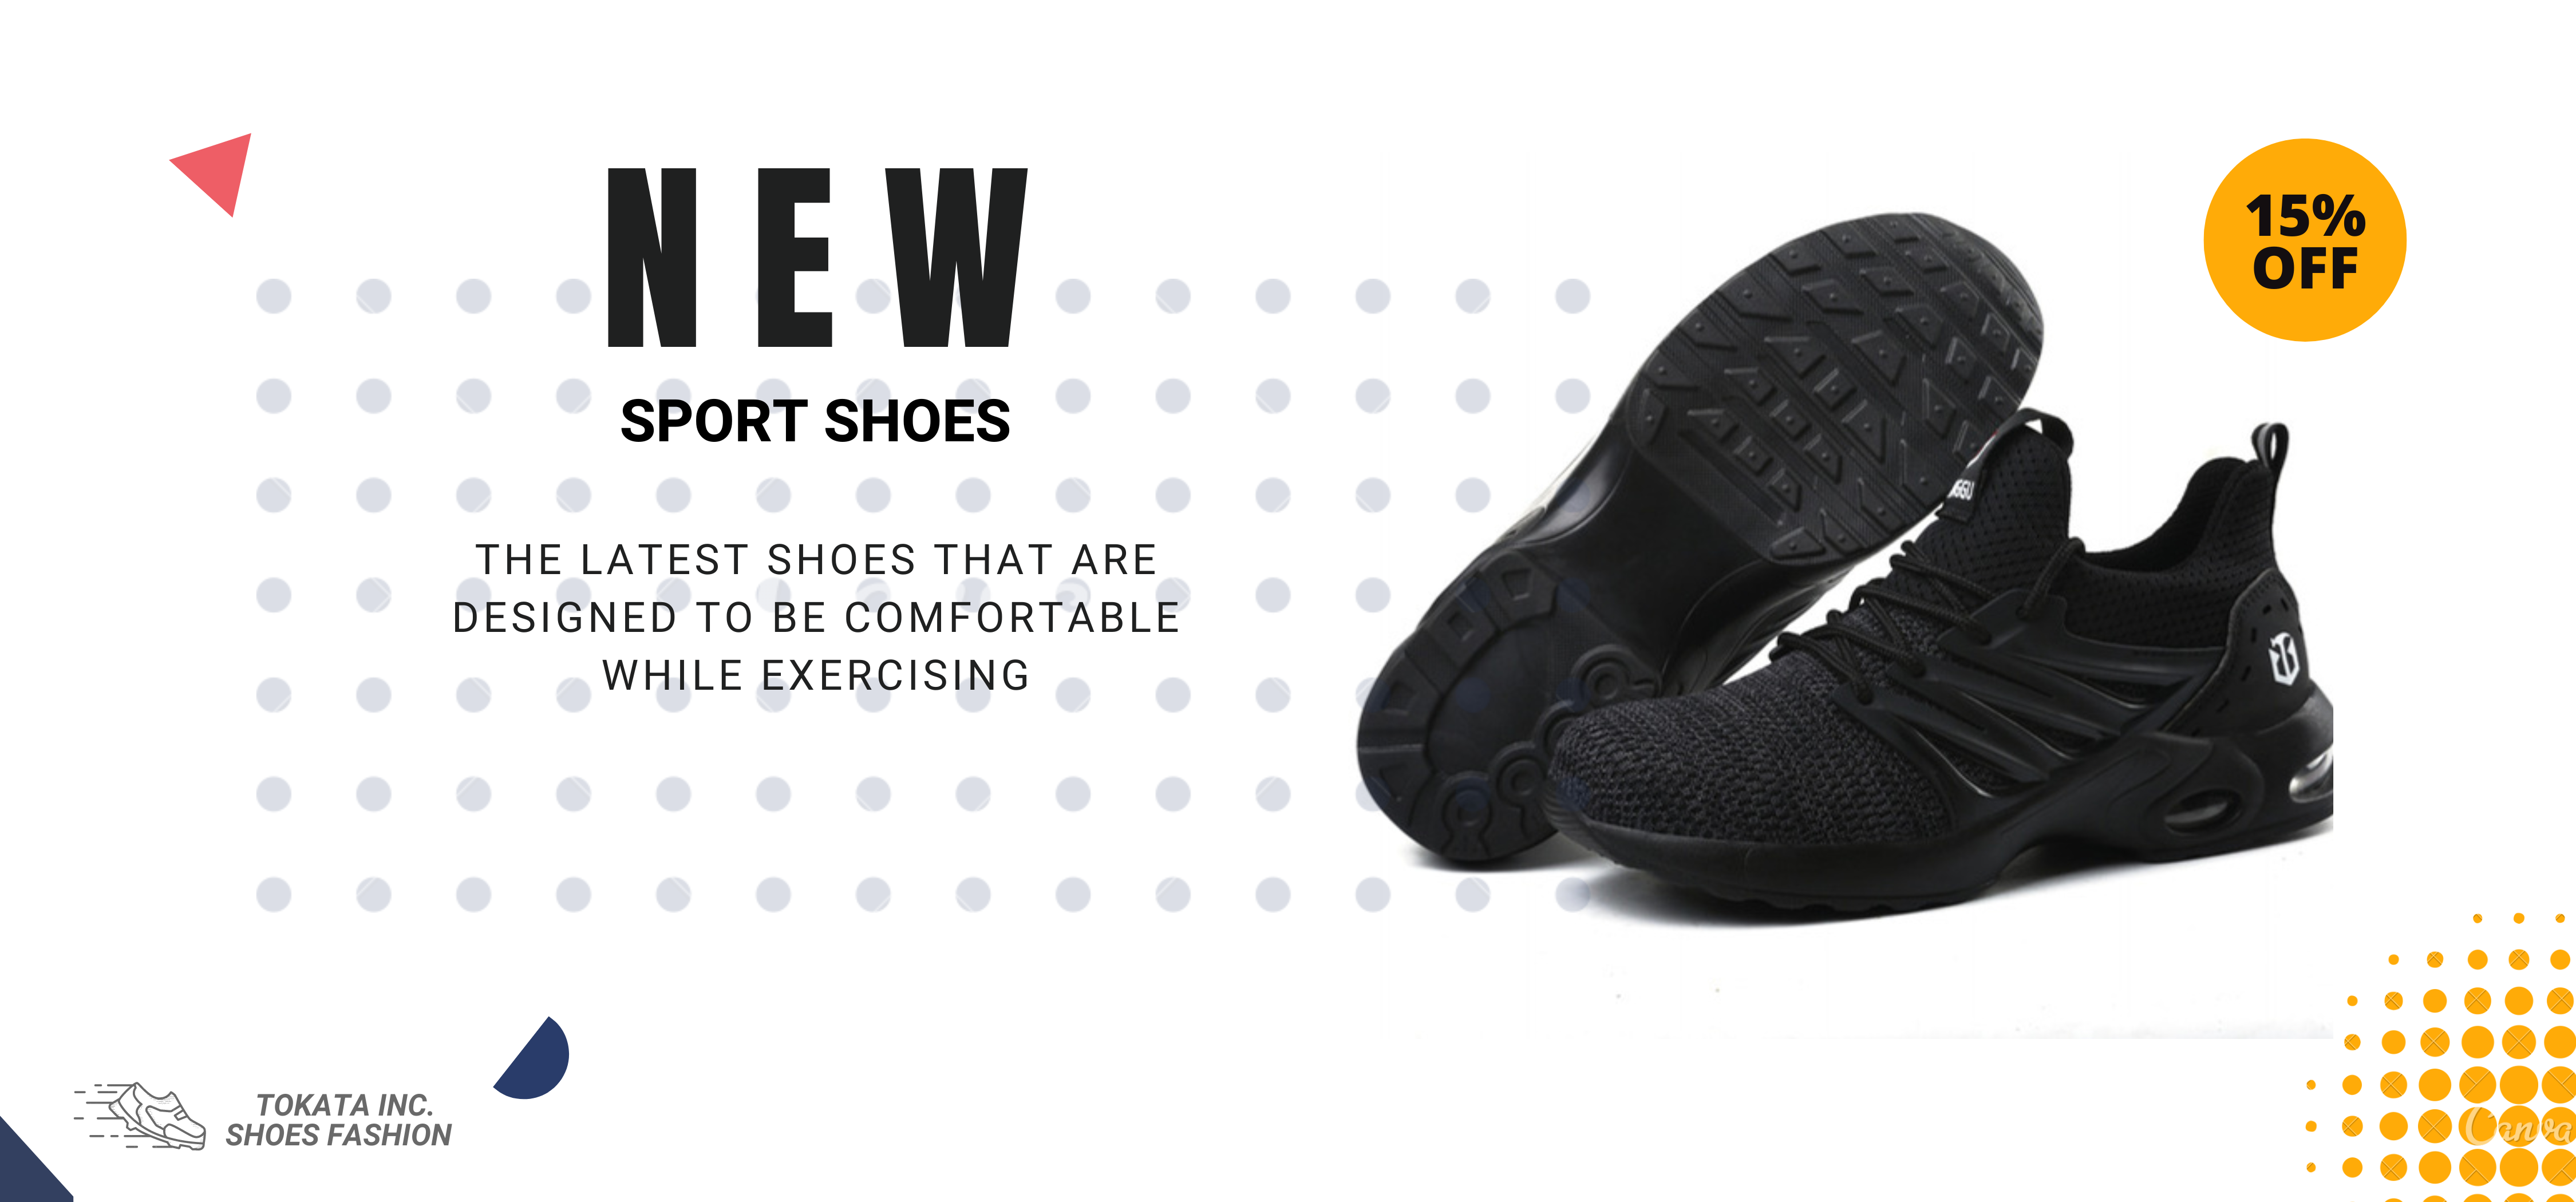 NEW
SPORT SHOES
THE LATEST SHOES THAT ARE
DESIGNED TO BE COMFORTABLE
WHILE EXERCISING
15%
OFF
TOKATA INC.
SHOES FASHION
Canva